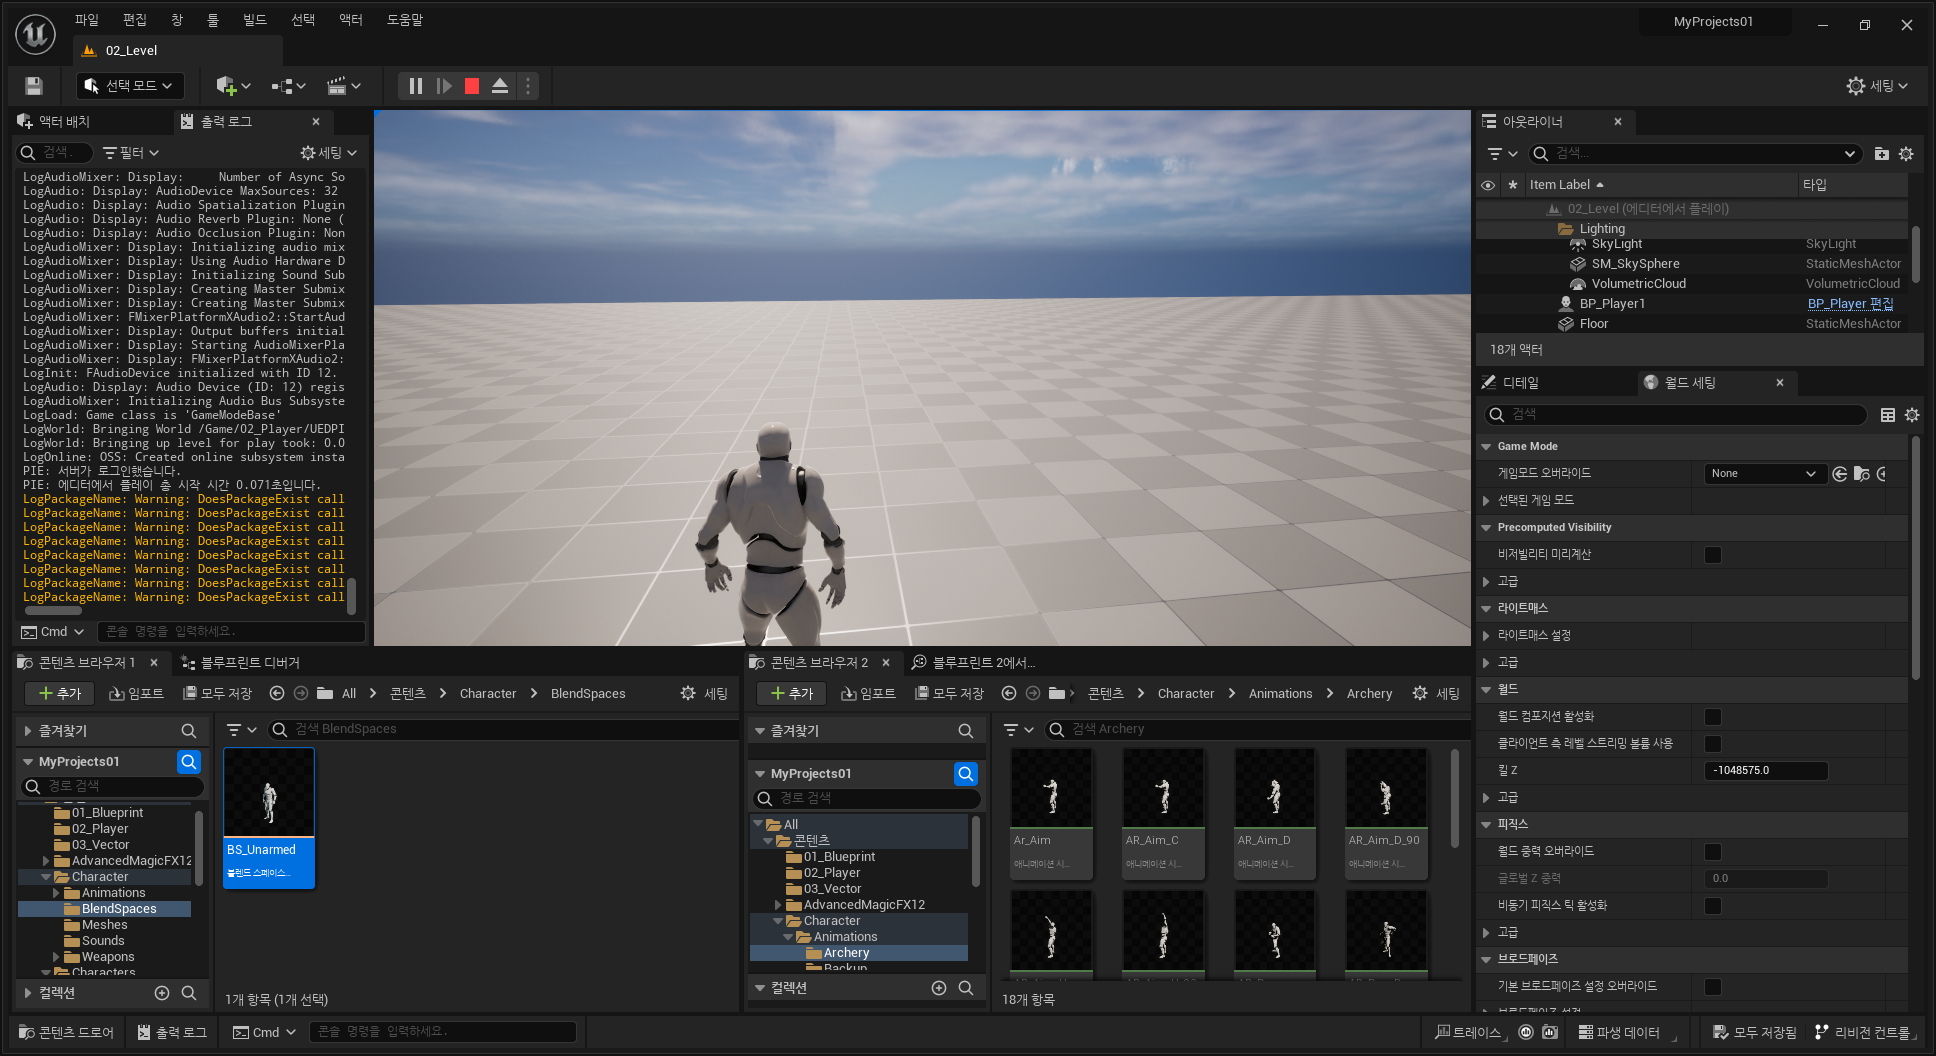 파일 편집 창 툴 빌드 선택 액터 도움말
MyProjects01
02_Level
선택 모드
세팅
액터 배치
출력 로그
검색.
필터
세팅
LogAudioMixer: Display:     Number of Async So
LogAudio: Display: AudioDevice MaxSources: 32
LogAudio: Display: Audio Spatialization Plugin
LogAudio: Display: Audio Reverb Plugin: None (
LogAudio: Display: Audio Occlusion Plugin: Non
LogAudioMixer: Display: Initializing audio mix
LogAudioMixer: Display: Using Audio Hardware D
LogAudioMixer: Display: Initializing Sound Sub
LogAudioMixer: Display: Creating Master Submix
LogAudioMixer: Display: Creating Master Submix
LogAudioMixer: FMixerPlatformXAudio2::StartAud
LogAudioMixer: Display: Output buffers initial
LogAudioMixer: Display: Starting AudioMixerPla
LogAudioMixer: Display: FMixerPlatformXAudio2:
LogInit: FAudioDevice initialized with ID 12.
LogAudio: Display: Audio Device (ID: 12) regis
LogAudioMixer: Initializing Audio Bus Subsyste
LogLoad: Game class is 'GameModeBase'
LogWorld: Bringing World /Game/02_Player/UEDPI
LogWorld: Bringing up level for play took: 0.0
LogOnline: OSS: Created online subsystem insta
PIE: 서버가 로그인했습니다.
PIE: 에디터에서 플레이 총 시작 시간 0.071초입니다.
LogPackageName: Warning: DoesPackageExist call
LogPackageName: Warning: DoesPackageExist call
LogPackageName: Warning: DoesPackageExist call
LogPackageName: Warning: DoesPackageExist call
LogPackageName: Warning: DoesPackageExist call
LogPackageName: Warning: DoesPackageExist call
LogPackageName: Warning: DoesPackageExist call
LogPackageName: Warning: DoesPackageExist call
Cmd 콘솔 명령을 입력하세요.
아웃라이너
검색...
Item Label 타입
02_Level (에디터에서 플레이)
Lighting
SkyLight SkyLight
SM_SkySphere StaticMeshActor
VolumetricCloud VolumetricCloud
BP_Player1 BP_Player 편집
Floor StaticMeshActor
18개 액터
디테일
월드 세팅
검색
Game Mode
게임모드 오버라이드 None
선택된 게임 모드
Precomputed Visibility
비저빌리티 미리계산
고급
라이트매스
라이트매스 설정
고급
월드
월드 컴포지션 활성화
클라이언트 측 레벨 스트리밍 볼륨 사용
킬 Z -1048575.0
고급
피직스
월드 중력 오버라이드
글로벌 Z 중력 0.0
비동기 피직스 틱 활성화
고급
브로드페이즈
기본 브로드페이즈 설정 오버라이드
브로드페이즈 설정
콘텐츠 브라우저 1
블루프린트 디버거
추가 임포트 모두 저장 All 콘텐츠 Character BlendSpaces 세팅
즐겨찾기
검색 BlendSpaces
MyProjects01
경로 검색
01_Blueprint
02_Player
03_Vector
AdvancedMagicFX12
Character
Animations
BlendSpaces
Meshes
Sounds
Weapons
Characters
컬렉션
BS_Unarmed
블렌드 스페이스...
1개 항목 (1개 선택)
콘텐츠 브라우저 2
블루프린트 2에서...
추가 임포트 모두 저장 콘텐츠 Character Animations Archery 세팅
즐겨찾기
검색 Archery
MyProjects01
경로 검색
All
콘텐츠
01_Blueprint
02_Player
03_Vector
AdvancedMagicFX12
Character
Animations
Archery
Backup
컬렉션
Ar_Aim AR_Aim_C AR_Aim_D AR_Aim_D_90
애니메이션 시... 애니메이션 시... 애니메이션 시... 애니메이션 시...
18개 항목
콘텐츠 드로어 출력 로그 Cmd 콘솔 명령을 입력하세요.
트레이스 파생 데이터 모두 저장됨 리비전 컨트롤